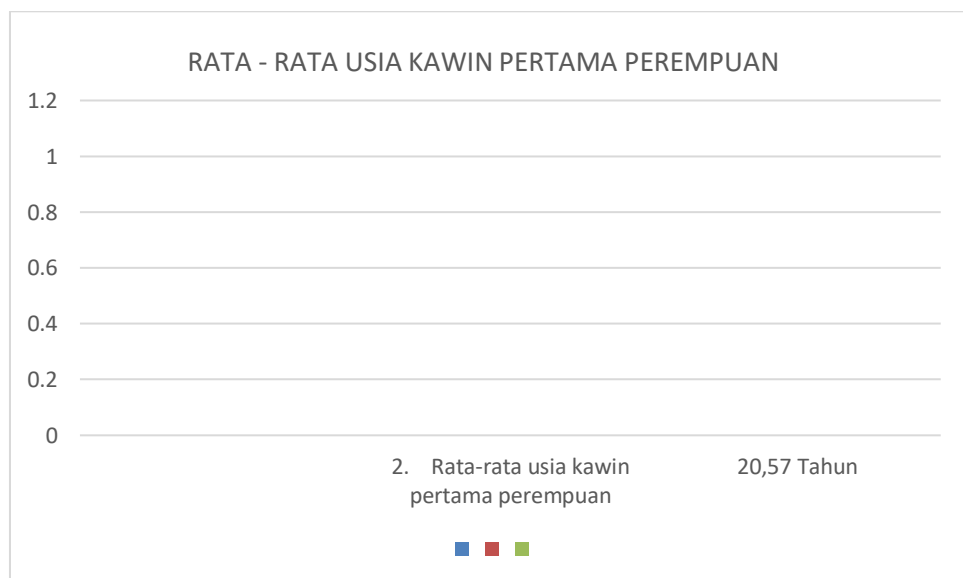 RATA - RATA USIA KAWIN PERTAMA PEREMPUAN
1.2
1
0.8
0.6
0.4
0.2
0
2. Rata-rata usia kawin
pertama perempuan
20,57 Tahun